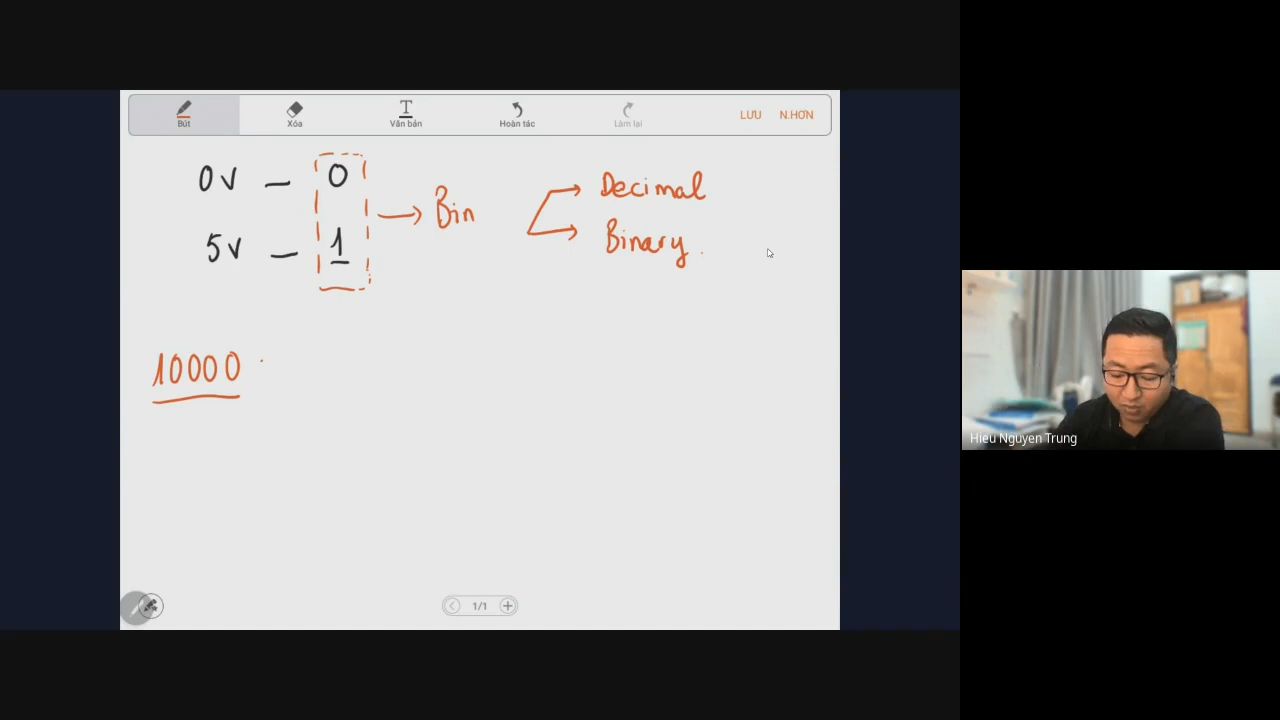 Bút Xóa Văn bản Hoàn tác Làm lại LƯU N.HƠN
0V – 0
5V – 1
→ Bin
Decimal
Binary.
10000
1/1
Hieu Nguyen Trung